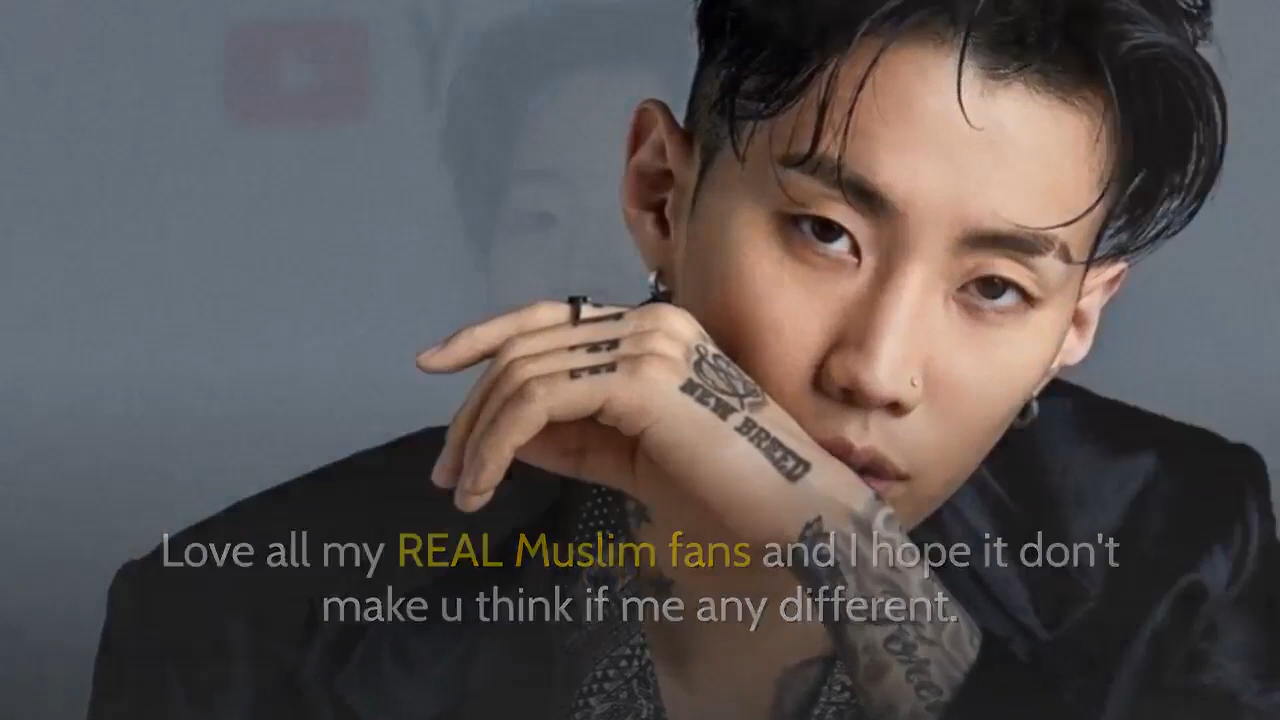 NEW BREED
Love all my REAL Muslim fans and I hope it don't
make u think if me any different.